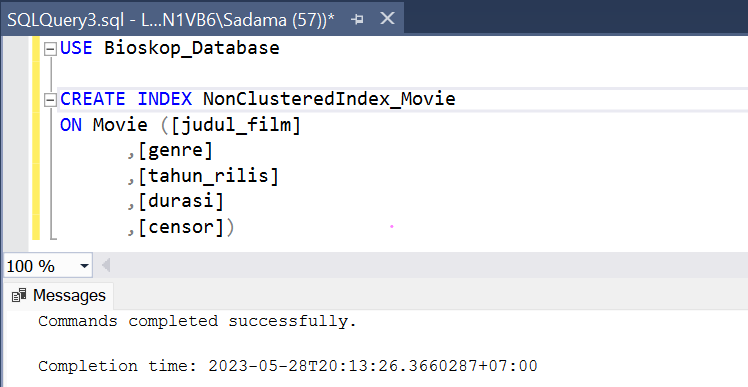 SQLQuery3.sql - L...N1VB6\Sadama (57))*
USE Bioskop_Database
CREATE INDEX NonClusteredIndex_Movie
ON Movie ([judul_film]
,[genre]
,[tahun_rilis]
,[durasi]
,[censor])
100 %
Messages
Commands completed successfully.
Completion time: 2023-05-28T20:13:26.3660287+07:00